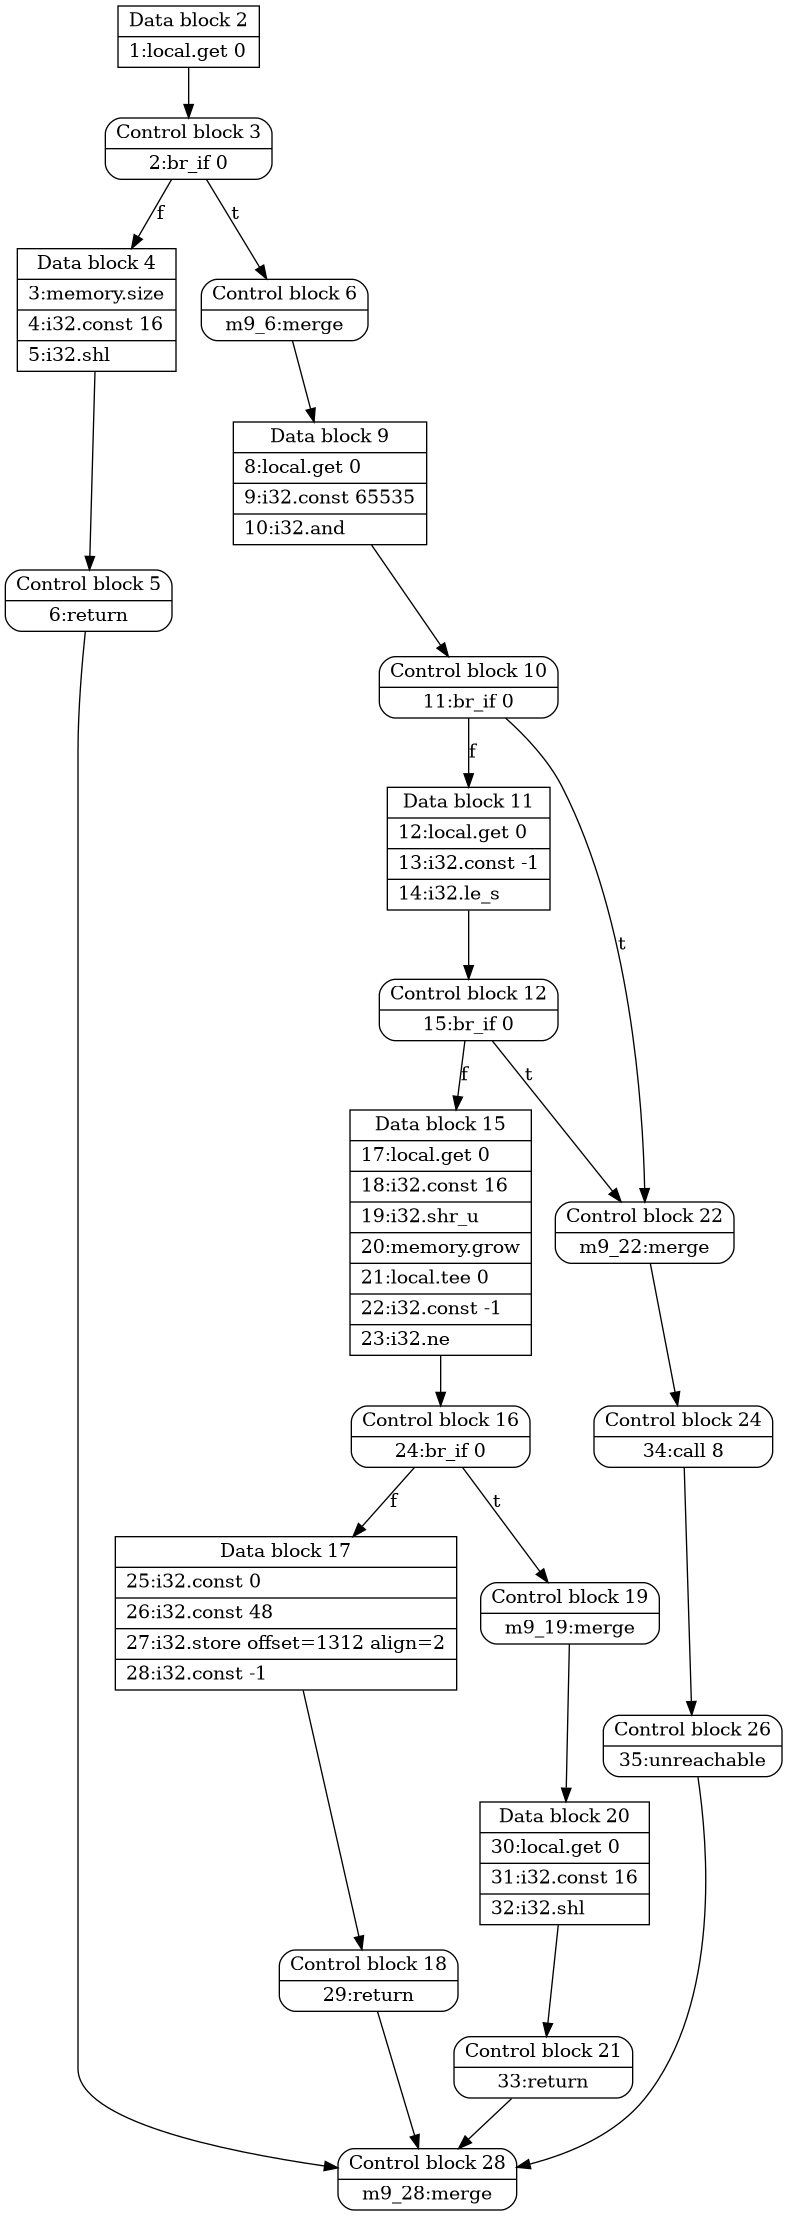 Data block 2
1:local.get 0
Control block 3
2:br_if 0
f
t
Data block 4
3:memory.size
4:i32.const 16
5:i32.shl
Control block 6
m9_6:merge
Data block 9
8:local.get 0
9:i32.const 65535
10:i32.and
Control block 5
6:return
Control block 10
11:br_if 0
f
Data block 11
12:local.get 0
13:i32.const -1
14:i32.le_s
t
Control block 12
15:br_if 0
f
t
Data block 15
17:local.get 0
18:i32.const 16
19:i32.shr_u
20:memory.grow
21:local.tee 0
22:i32.const -1
23:i32.ne
Control block 22
m9_22:merge
Control block 16
24:br_if 0
Control block 24
34:call 8
f
t
Data block 17
25:i32.const 0
26:i32.const 48
27:i32.store offset=1312 align=2
28:i32.const -1
Control block 19
m9_19:merge
Control block 26
35:unreachable
Data block 20
30:local.get 0
31:i32.const 16
32:i32.shl
Control block 18
29:return
Control block 21
33:return
Control block 28
m9_28:merge